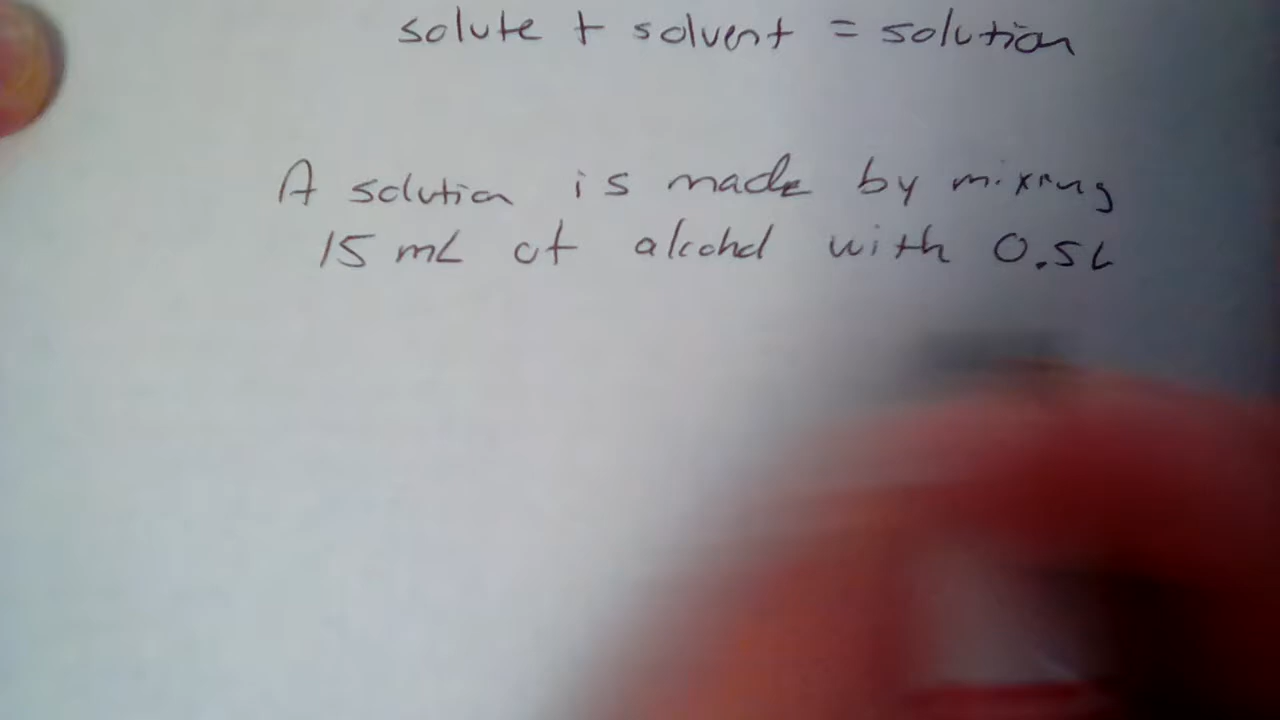 solute + solvent = solution
A solution is made by mixing
15 mL of alcohol with 0.5L